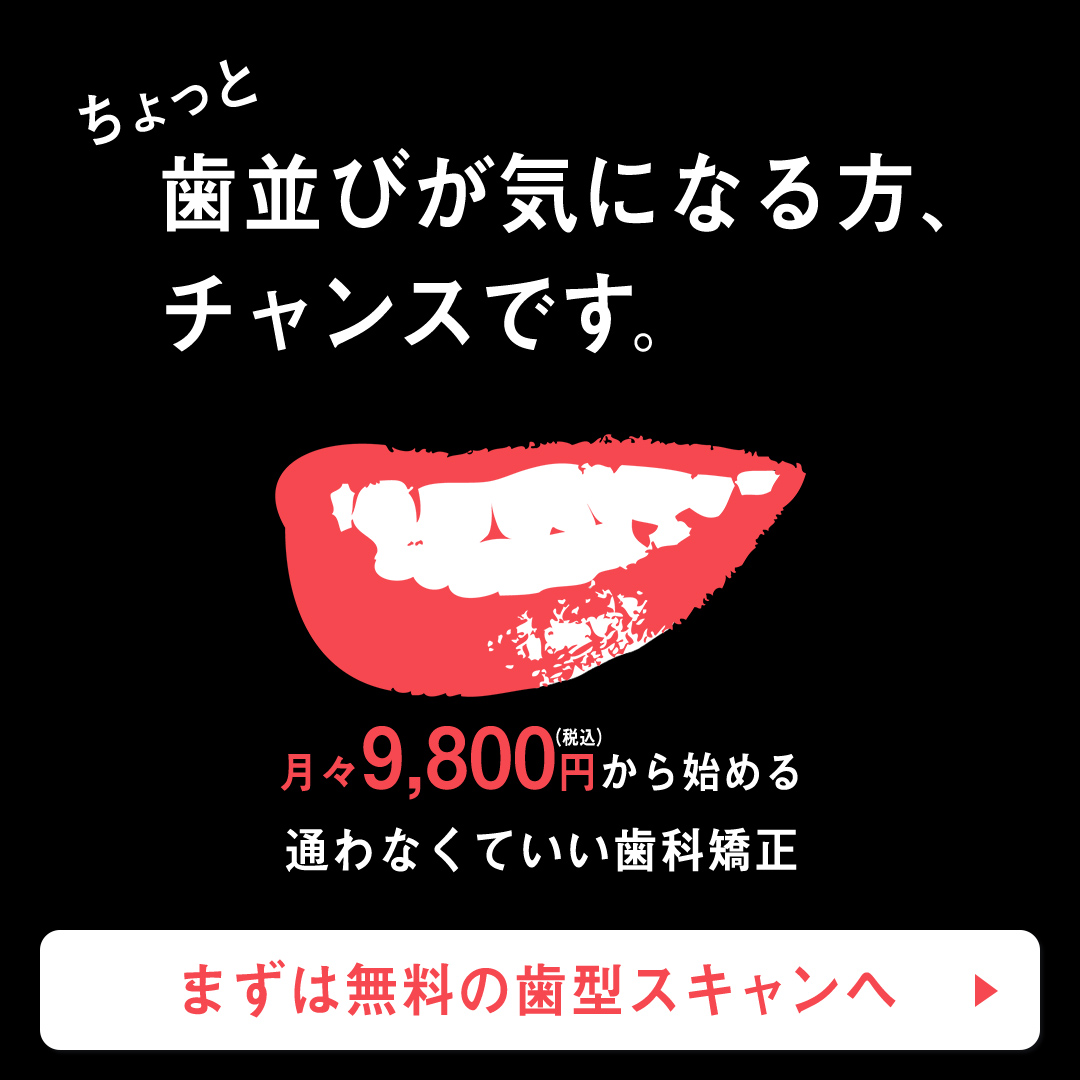 ちょっと
歯並びが気になる方、
チャンスです。
月々9,800円(税込)から始める
通わなくていい歯科矯正
まずは無料の歯型スキャンへ